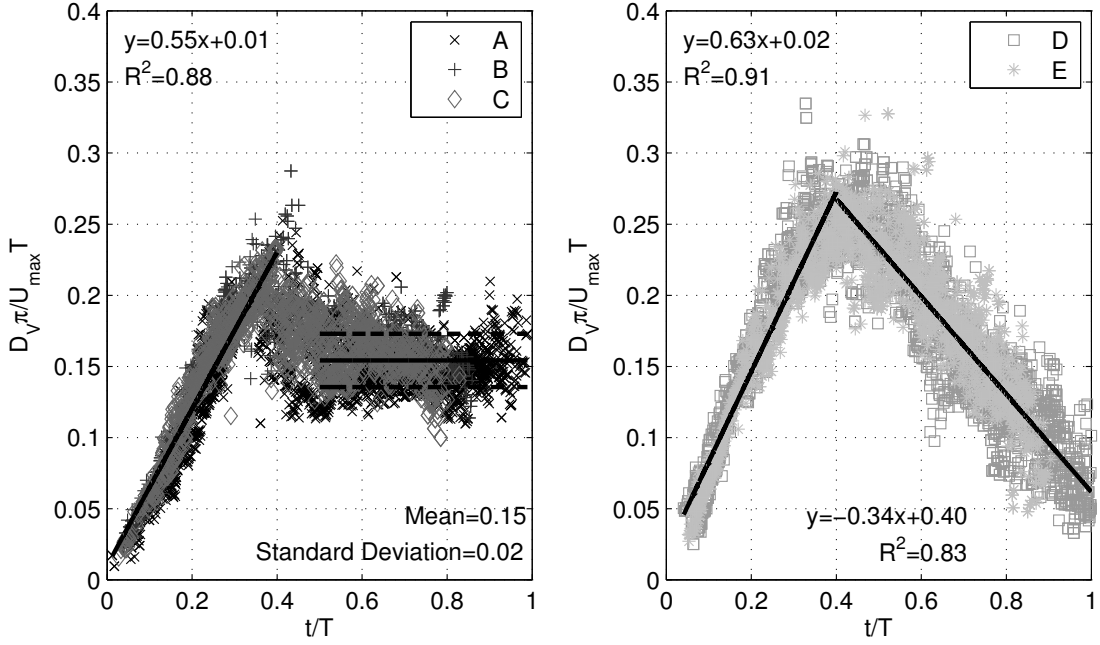 y=0.55x+0.01
R²=0.88
A
B
C
0.4
0.35
0.3
0.25
0.2
0.15
0.1
0.05
0
D_Vπ/U_maxT
Mean=0.15
Standard Deviation=0.02
0 0.2 0.4 0.6 0.8 1
t/T
y=0.63x+0.02
R²=0.91
D
E
0.4
0.35
0.3
0.25
0.2
0.15
0.1
0.05
0
D_Vπ/U_maxT
y=−0.34x+0.40
R²=0.83
0 0.2 0.4 0.6 0.8 1
t/T